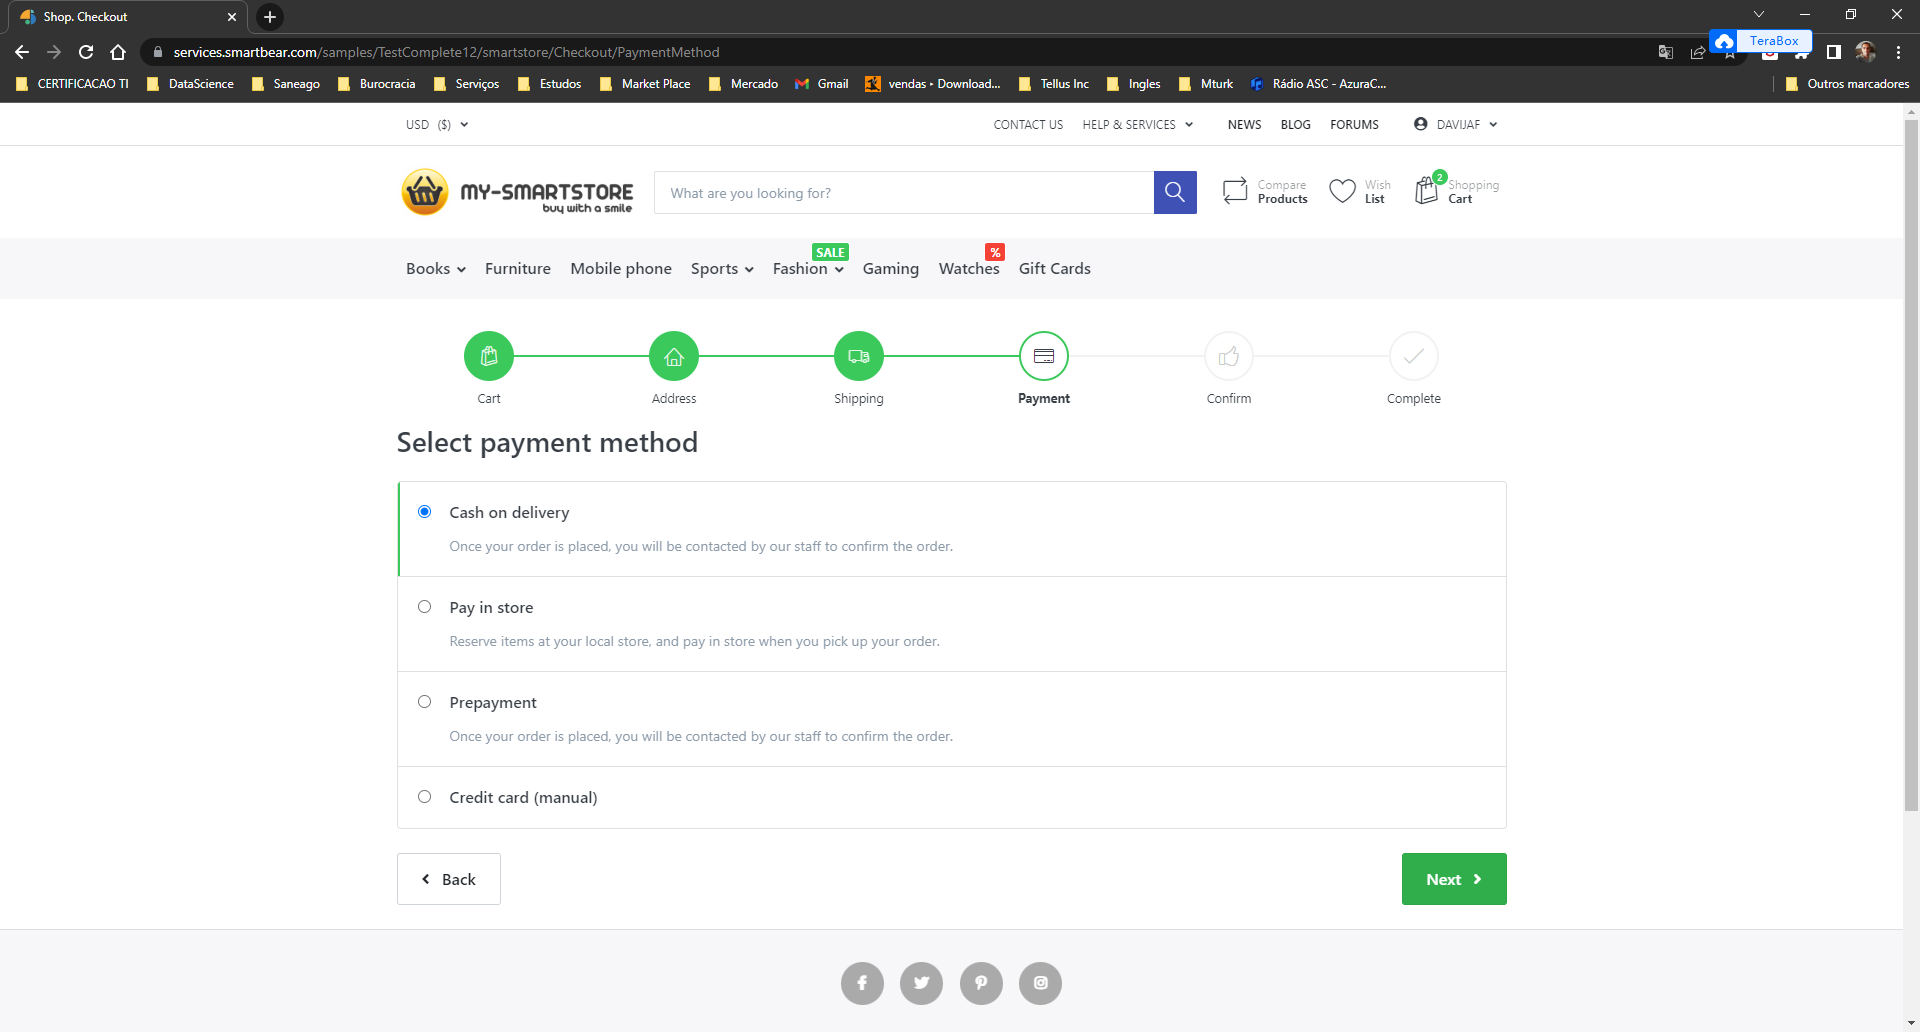 Shop. Checkout
services.smartbear.com/samples/TestComplete12/smartstore/Checkout/PaymentMethod
TeraBox
CERTIFICACAO TI DataScience Seneago Burocracia Serviços Estudos Market Place Mercado Gmail vendas ‣ Download... Tellus Inc Ingles Mturk Rádio ASC - AzuraC... Outros marcadores
USD ($) CONTACT US HELP & SERVICES NEWS BLOG FORUMS DAVIJAF
MY-SMARTSTORE
buy with a smile
What are you looking for?
Compare
Products
Wish
List
2
Shopping
Cart
SALE %
Books Furniture Mobile phone Sports Fashion Gaming Watches Gift Cards
Cart Address Shipping Payment Confirm Complete
Select payment method
Cash on delivery
Once your order is placed, you will be contacted by our staff to confirm the order.
Pay in store
Reserve items at your local store, and pay in store when you pick up your order.
Prepayment
Once your order is placed, you will be contacted by our staff to confirm the order.
Credit card (manual)
Back Next